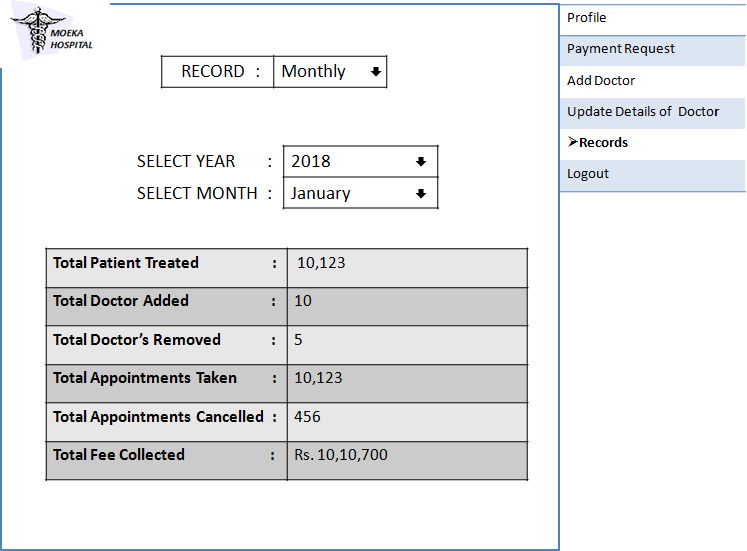 MOEKA
HOSPITAL
RECORD : Monthly
SELECT YEAR : 2018
SELECT MONTH : January
Total Patient Treated : 10,123
Total Doctor Added : 10
Total Doctor’s Removed : 5
Total Appointments Taken : 10,123
Total Appointments Cancelled : 456
Total Fee Collected : Rs. 10,10,700
Profile
Payment Request
Add Doctor
Update Details of Doctor
➢Records
Logout